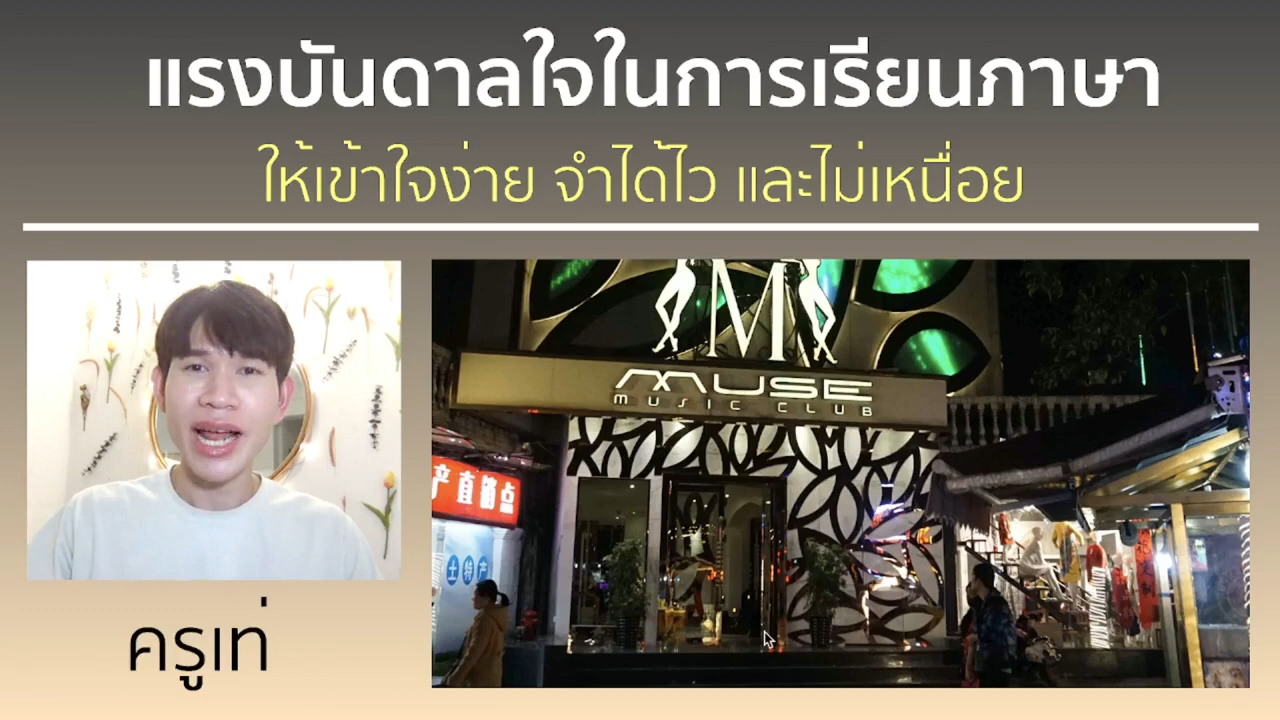 แรงบันดาลใจในการเรียนภาษา
ให้เข้าใจง่าย จำได้ไว และไม่เหนื่อย
M
MUSE
MUSIC CLUB
产直销点
土特产
ครูเท่